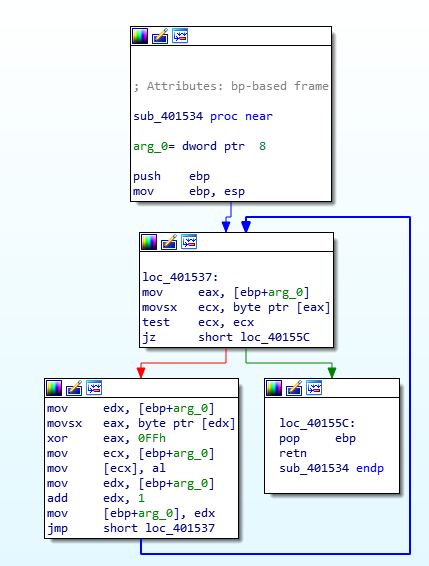 ; Attributes: bp-based frame
sub_401534 proc near
arg_0= dword ptr  8
push    ebp
mov     ebp, esp
loc_401537:
mov     eax, [ebp+arg_0]
movsx   ecx, byte ptr [eax]
test    ecx, ecx
jz      short loc_40155C
mov     edx, [ebp+arg_0]
movsx   eax, byte ptr [edx]
xor     eax, 0FFh
mov     ecx, [ebp+arg_0]
mov     [ecx], al
mov     edx, [ebp+arg_0]
add     edx, 1
mov     [ebp+arg_0], edx
jmp     short loc_401537
loc_40155C:
pop     ebp
retn
sub_401534 endp